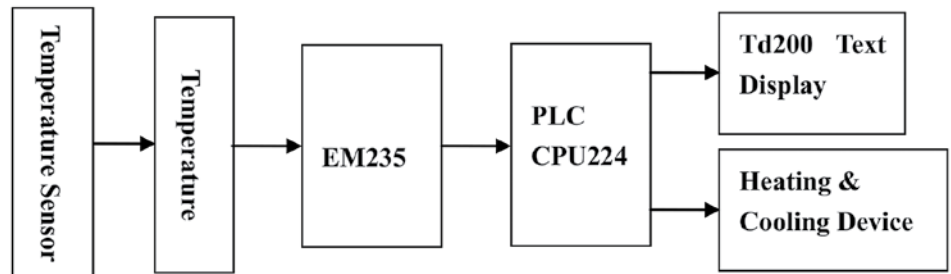 Temperature Sensor
Temperature
EM235
PLC
CPU224
Td200 Text
Display
Heating &
Cooling Device